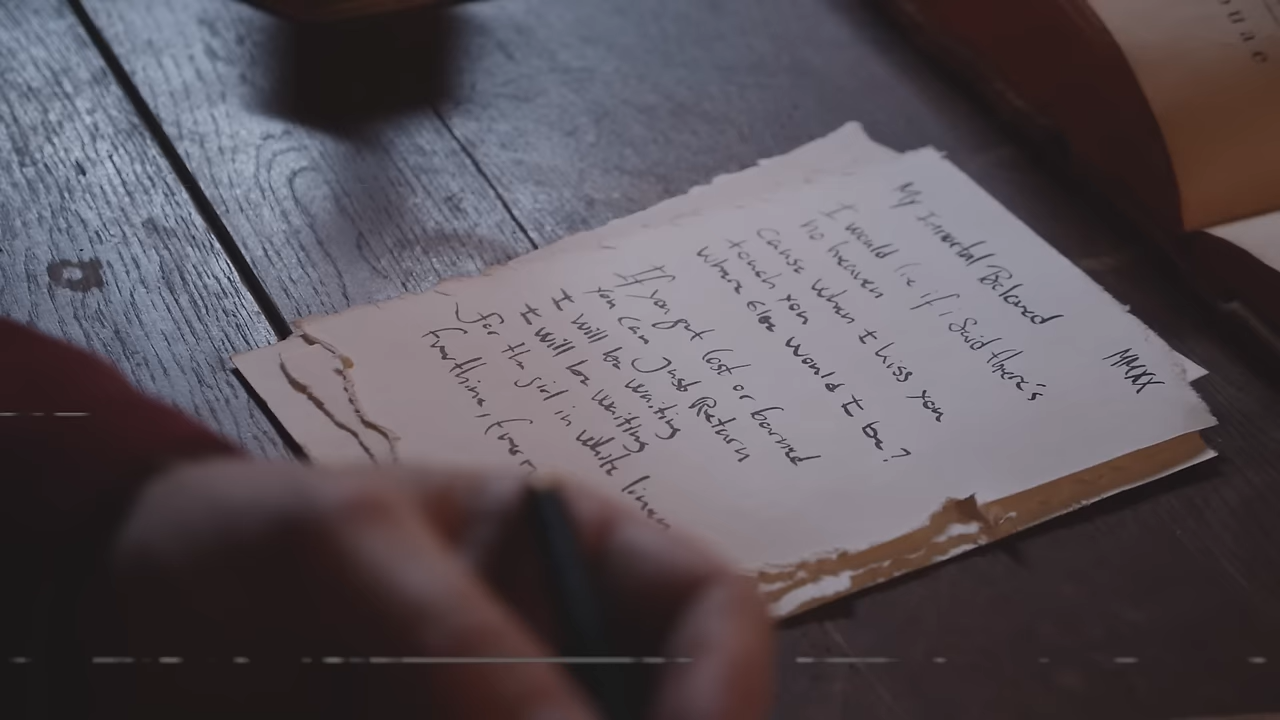 MMXX
My Immortal Beloved
I would lie if i said there's
no heaven
cause when I kiss you
touch you
where else would I be?
If you get lost or burned
you can Just Return
I will be waiting
I will be waiting
for the girl in white linen
ouae